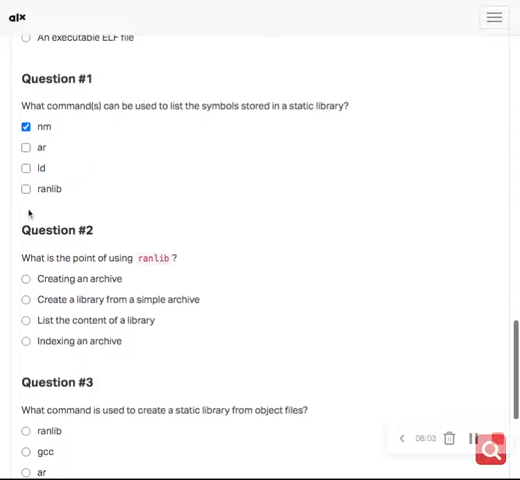 alx
An executable ELF file
Question #1
What command(s) can be used to list the symbols stored in a static library?
nm
ar
ld
ranlib
Question #2
What is the point of using ranlib?
Creating an archive
Create a library from a simple archive
List the content of a library
Indexing an archive
Question #3
What command is used to create a static library from object files?
ranlib
06:03
gcc
ar